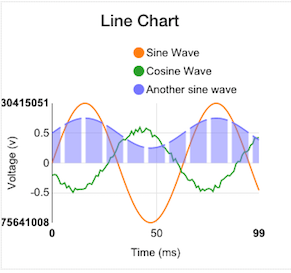 Line Chart
Sine Wave
Cosine Wave
Another sine wave
30415051
0.5
0
-0.5
75641008
Voltage (v)
0
50
99
Time (ms)